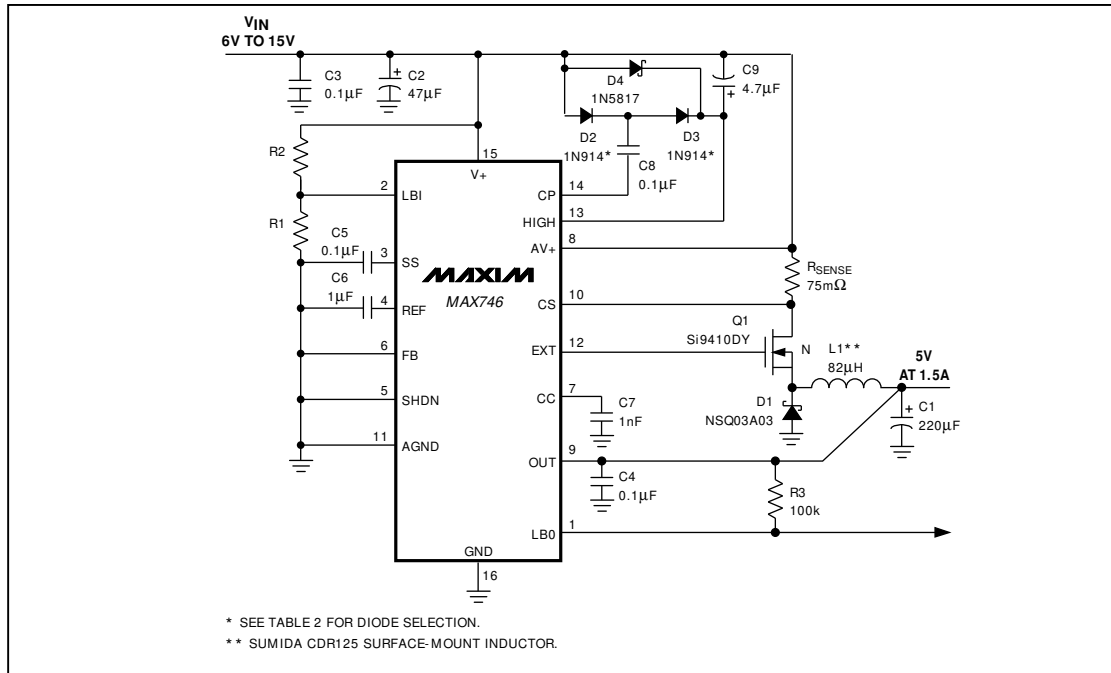 VIN
6V TO 15V
C3
0.1µF
C2
47µF
D4
1N5817
C9
4.7µF
D2
1N914*
D3
1N914*
C8
0.1µF
R2
R1
15
V+
2
LBI
CP
14
HIGH
13
AV+
8
C5
0.1µF
3
SS
MAXIM
MAX746
RSENSE
75mΩ
C6
1µF
4
REF
CS
10
Q1
Si9410DY
N
6
FB
EXT
12
L1**
82µH
5V
AT 1.5A
5
SHDN
CC
7
C7
1nF
D1
NSQ03A03
C1
220µF
11
AGND
OUT
9
C4
0.1µF
R3
100k
LB0
1
GND
16
* SEE TABLE 2 FOR DIODE SELECTION.
** SUMIDA CDR125 SURFACE-MOUNT INDUCTOR.